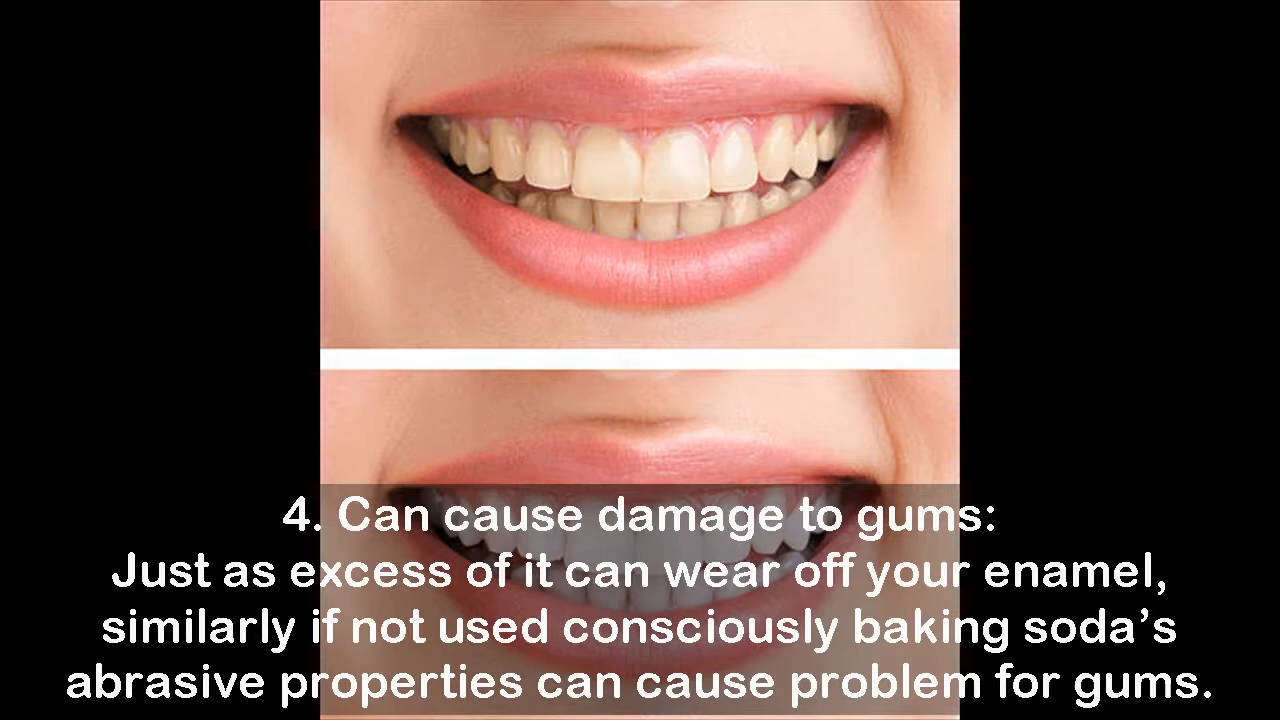 4. Can cause damage to gums:
Just as excess of it can wear off your enamel,
similarly if not used consciously baking soda’s
abrasive properties can cause problem for gums.